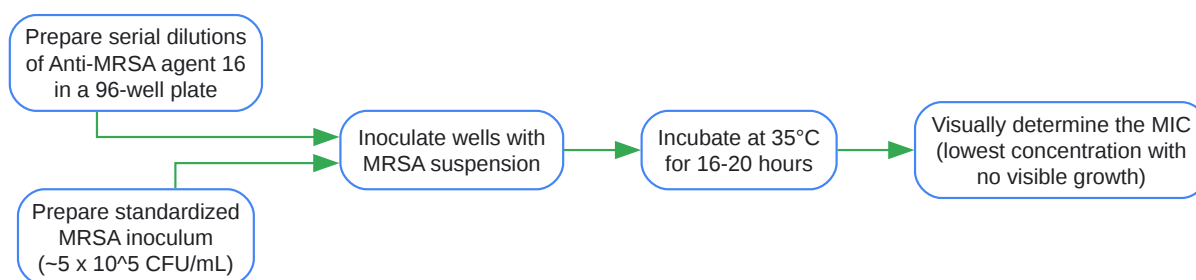 Prepare serial dilutions
of Anti-MRSA agent 16
in a 96-well plate
Prepare standardized
MRSA inoculum
(~5 x 10^5 CFU/mL)
Inoculate wells with
MRSA suspension
Incubate at 35°C
for 16-20 hours
Visually determine the MIC
(lowest concentration with
no visible growth)